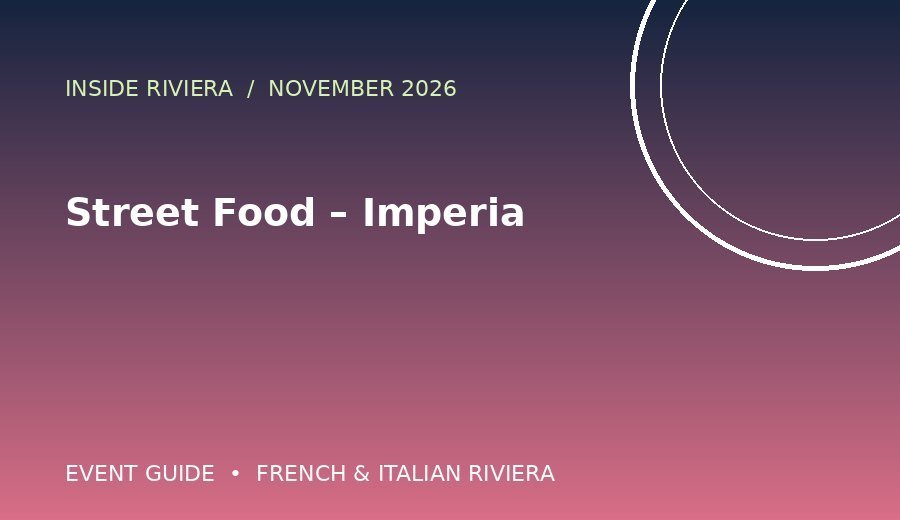 INSIDE RIVIERA / NOVEMBER 2026
Street Food – Imperia
EVENT GUIDE • FRENCH & ITALIAN RIVIERA